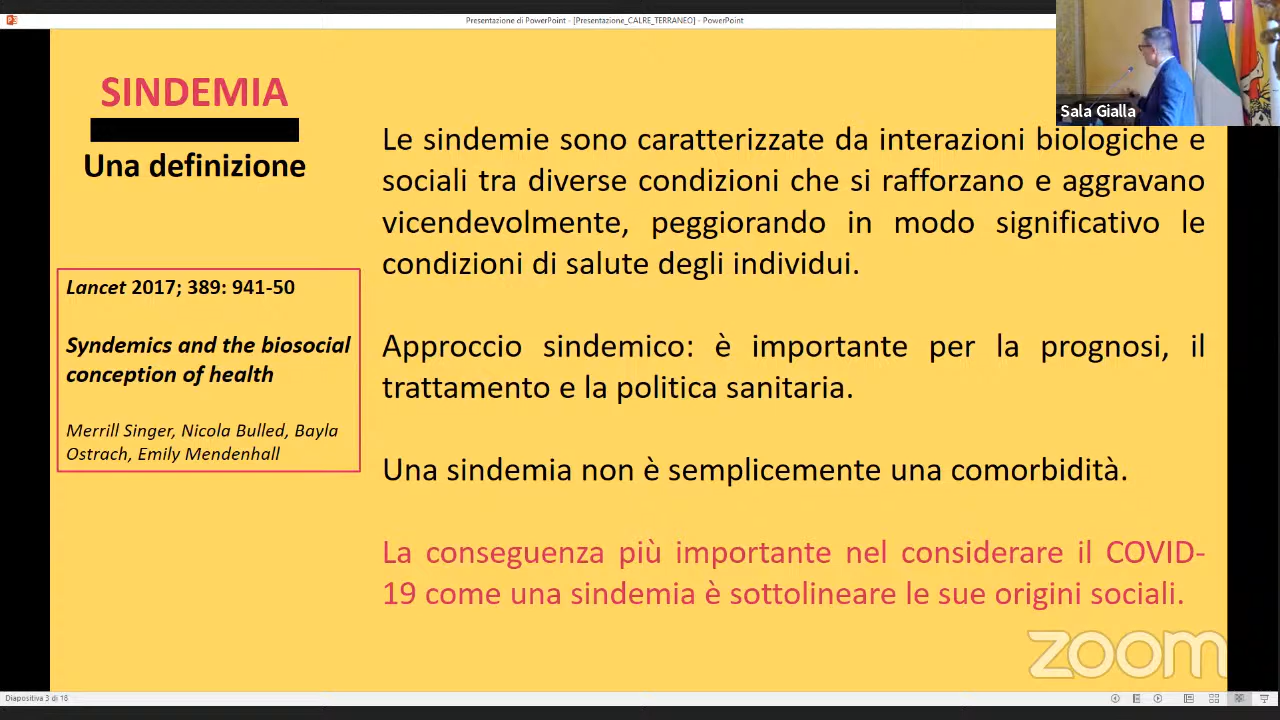 Presentazione di PowerPoint - [Presentazione_CALRE_TERRANEO] - PowerPoint
Sala Gialla
SINDEMIA
Una definizione
Lancet 2017; 389: 941-50
Syndemics and the biosocial
conception of health
Merrill Singer, Nicola Bulled, Bayla
Ostrach, Emily Mendenhall
Le sindemie sono caratterizzate da interazioni biologiche e
sociali tra diverse condizioni che si rafforzano e aggravano
vicendevolmente, peggiorando in modo significativo le
condizioni di salute degli individui.
Approccio sindemico: è importante per la prognosi, il
trattamento e la politica sanitaria.
Una sindemia non è semplicemente una comorbidità.
La conseguenza più importante nel considerare il COVID-
19 come una sindemia è sottolineare le sue origini sociali.
zoom
Diapositiva 3 di 18